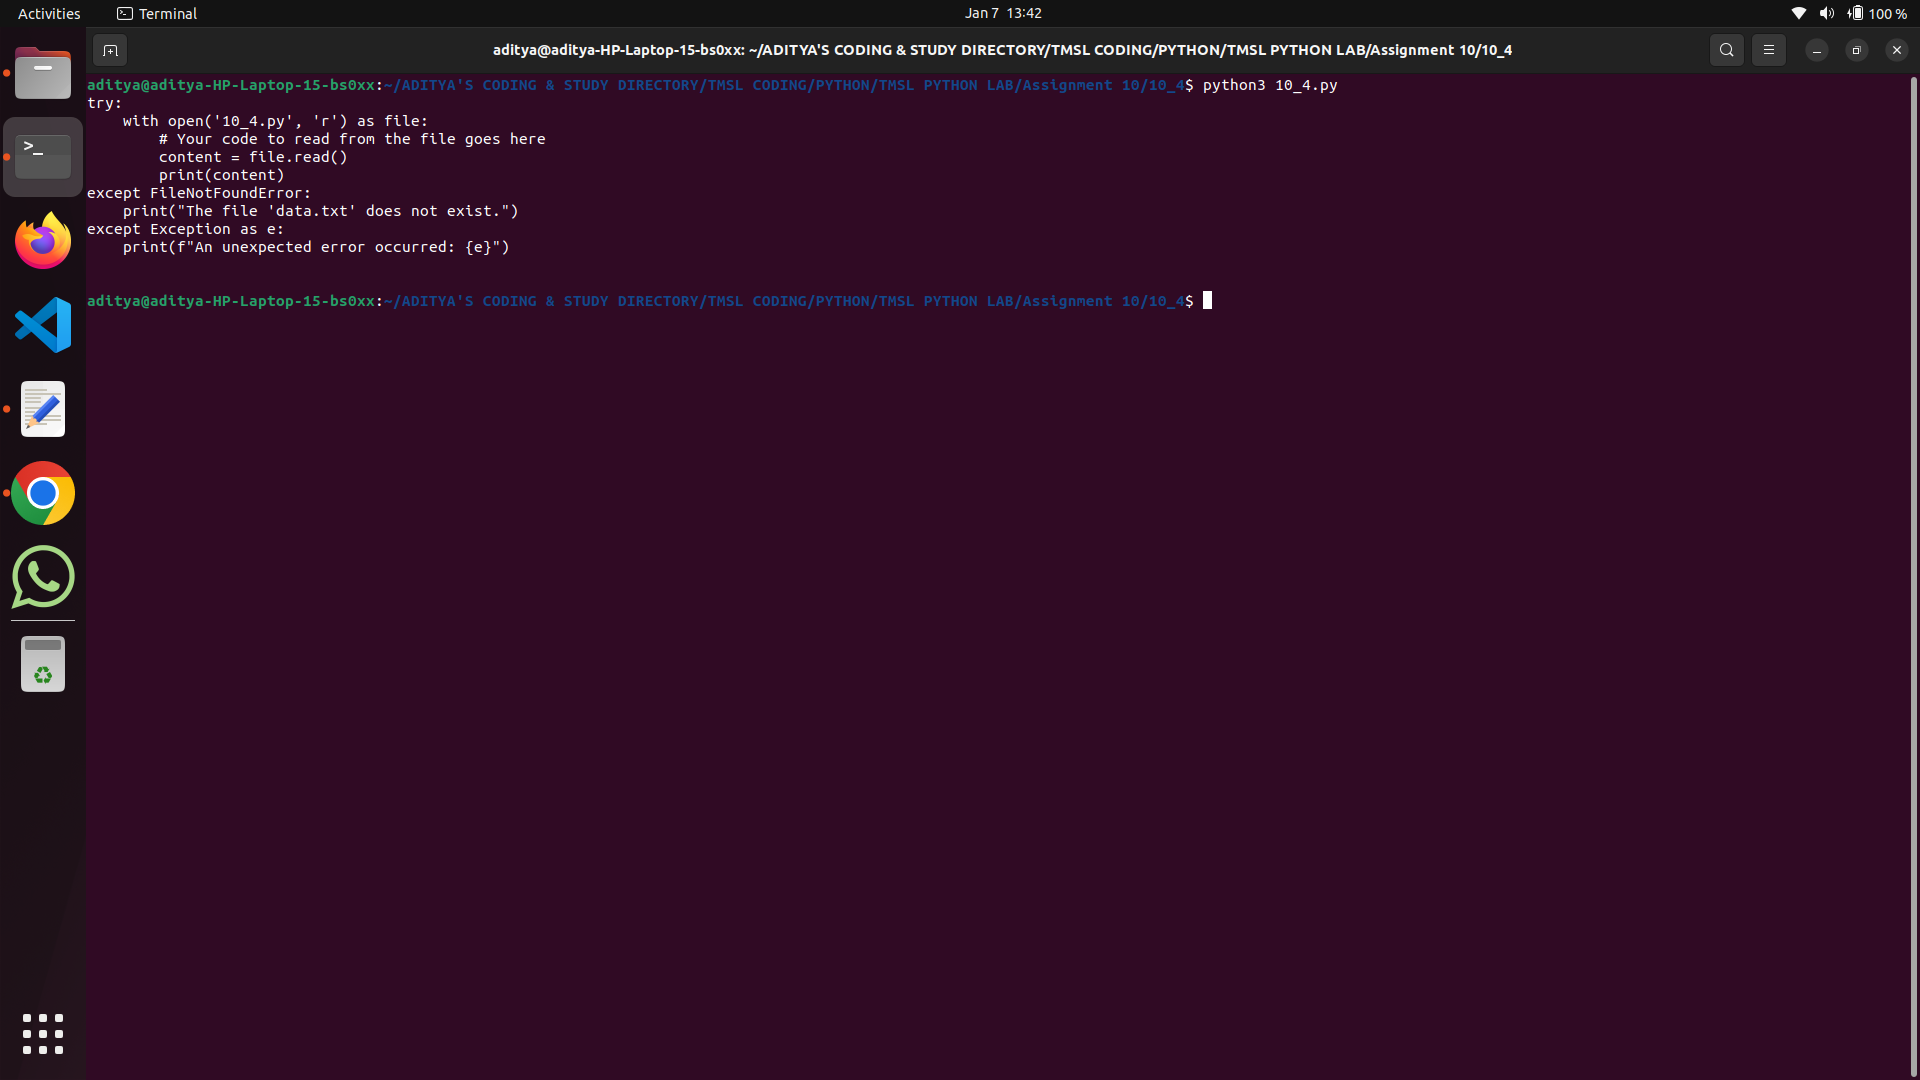 Activities Terminal Jan 7 13:42 100 %
aditya@aditya-HP-Laptop-15-bs0xx: ~/ADITYA'S CODING & STUDY DIRECTORY/TMSL CODING/PYTHON/TMSL PYTHON LAB/Assignment 10/10_4
aditya@aditya-HP-Laptop-15-bs0xx:~/ADITYA'S CODING & STUDY DIRECTORY/TMSL CODING/PYTHON/TMSL PYTHON LAB/Assignment 10/10_4$ python3 10_4.py
try:
    with open('10_4.py', 'r') as file:
        # Your code to read from the file goes here
        content = file.read()
        print(content)
except FileNotFoundError:
    print("The file 'data.txt' does not exist.")
except Exception as e:
    print(f"An unexpected error occurred: {e}")
aditya@aditya-HP-Laptop-15-bs0xx:~/ADITYA'S CODING & STUDY DIRECTORY/TMSL CODING/PYTHON/TMSL PYTHON LAB/Assignment 10/10_4$